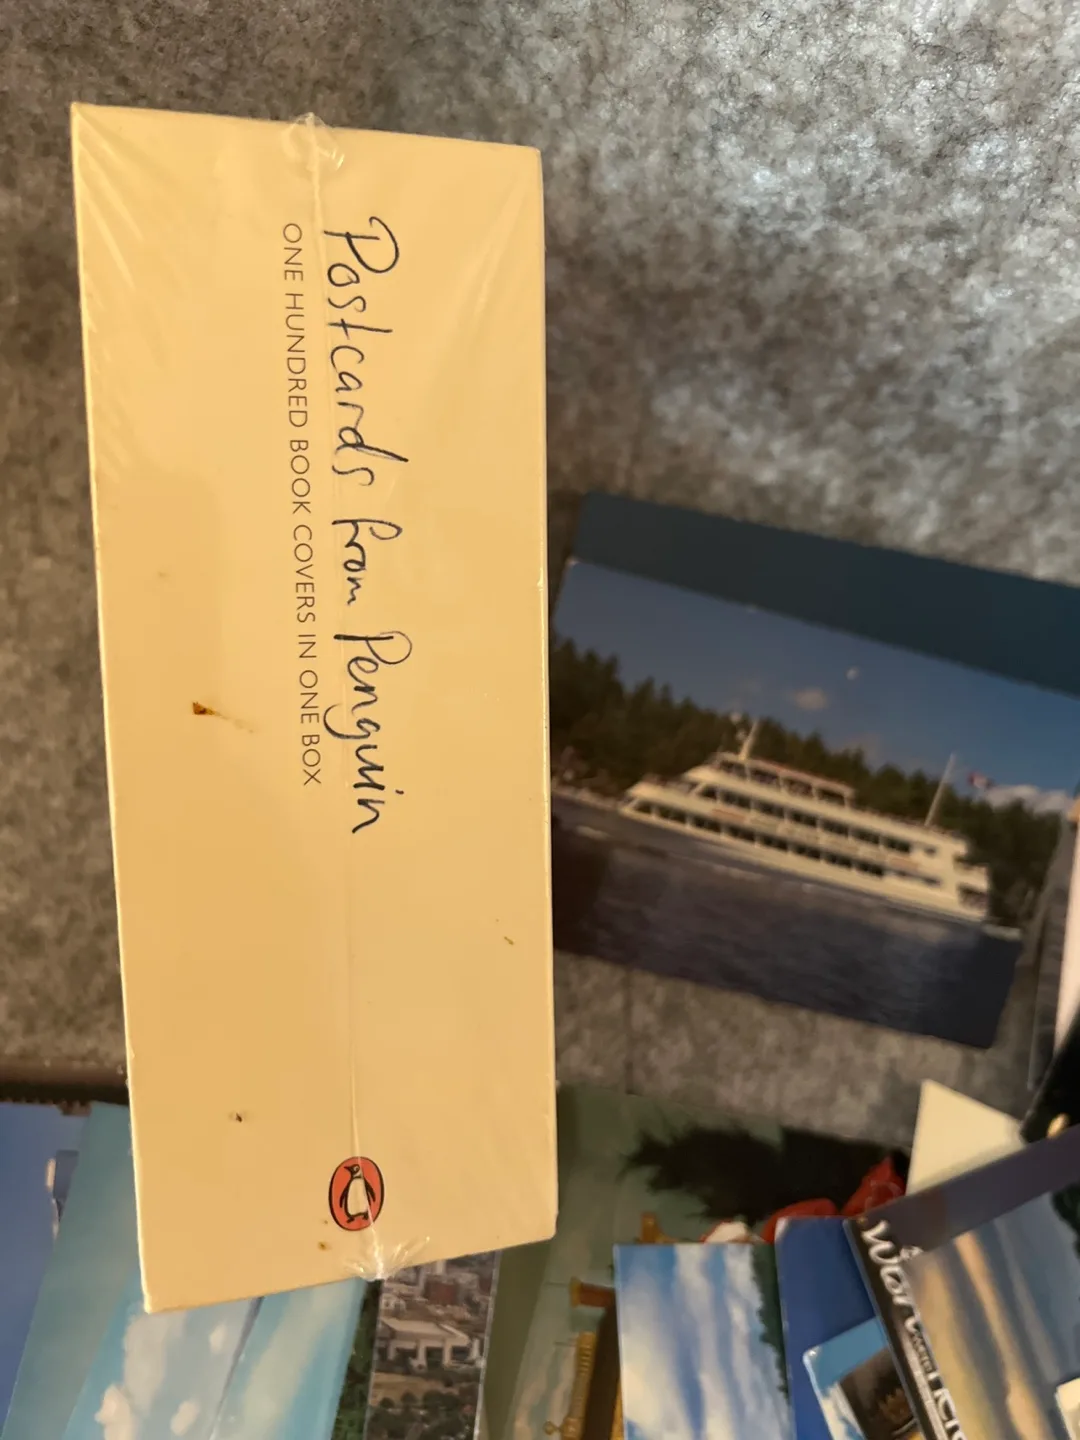 Postcards from Penguin
ONE HUNDRED BOOK COVERS IN ONE BOX